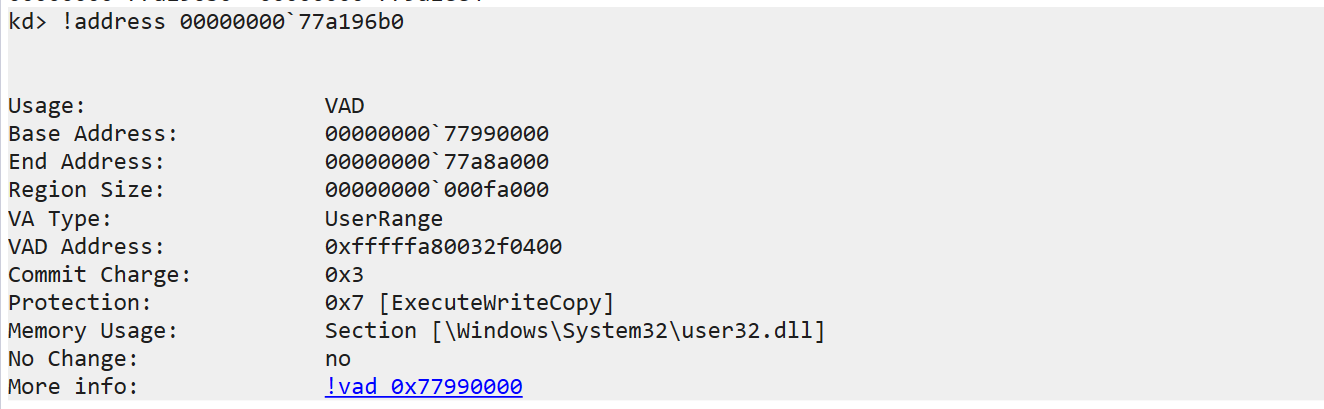 kd> !address 00000000`77a196b0
Usage: VAD
Base Address: 00000000`77990000
End Address: 00000000`77a8a000
Region Size: 00000000`000fa000
VA Type: UserRange
VAD Address: 0xfffffa80032f0400
Commit Charge: 0x3
Protection: 0x7 [ExecuteWriteCopy]
Memory Usage: Section [\Windows\System32\user32.dll]
No Change: no
More info: !vad 0x77990000